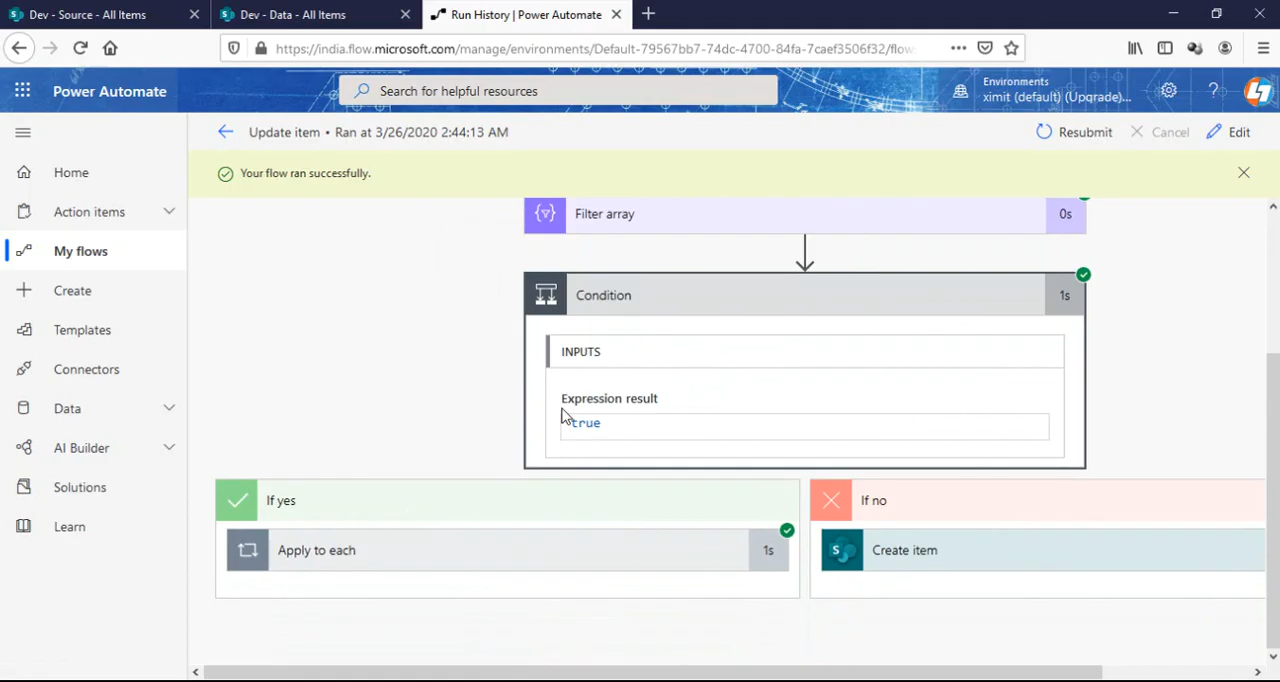 Dev - Source - All Items
Dev - Data - All Items
Run History | Power Automate
https://india.flow.microsoft.com/manage/environments/Default-79567bb7-74dc-4700-84fa-7caef3506f32/flow
Power Automate
Search for helpful resources
Environments
ximit (default) (Upgrade)...
Update item • Ran at 3/26/2020 2:44:13 AM
Resubmit
Cancel
Edit
Your flow ran successfully.
Home
Action items
My flows
Create
Templates
Connectors
Data
AI Builder
Solutions
Learn
Filter array
0s
Condition
1s
INPUTS
Expression result
true
If yes
If no
Apply to each
1s
Create item